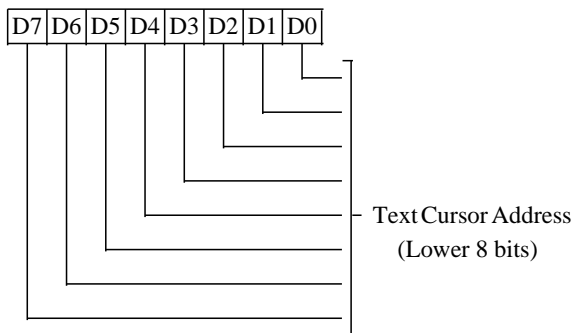 D7 D6 D5 D4 D3 D2 D1 D0
Text Cursor Address
(Lower 8 bits)